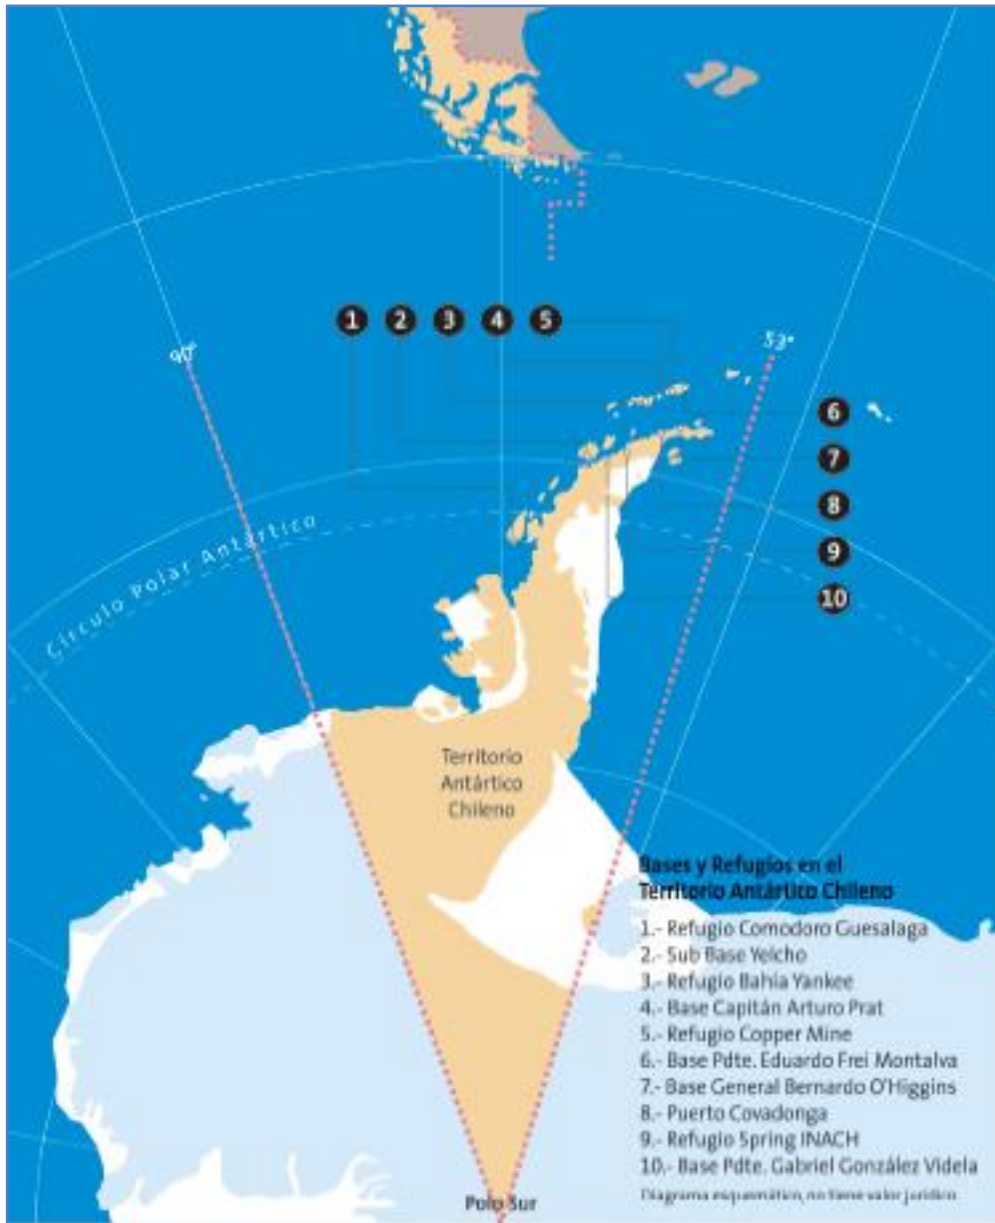 1 2 3 4 5
90°
53°
6
7
8
9
10
Círculo Polar Antártico
Territorio
Antártico
Chileno
Bases y Refugios en el
Territorio Antártico Chileno
1.- Refugio Comodoro Guesalaga
2.- Sub Base Yelcho
3.- Refugio Bahía Yankee
4.- Base Capitán Arturo Prat
5.- Refugio Copper Mine
6.- Base Pdte. Eduardo Frei Montalva
7.- Base General Bernardo O'Higgins
8.- Puerto Covadonga
9.- Refugio Spring INACH
10.- Base Pdte. Gabriel González Videla
Diagrama esquemático, no tiene valor jurídico
Polo Sur